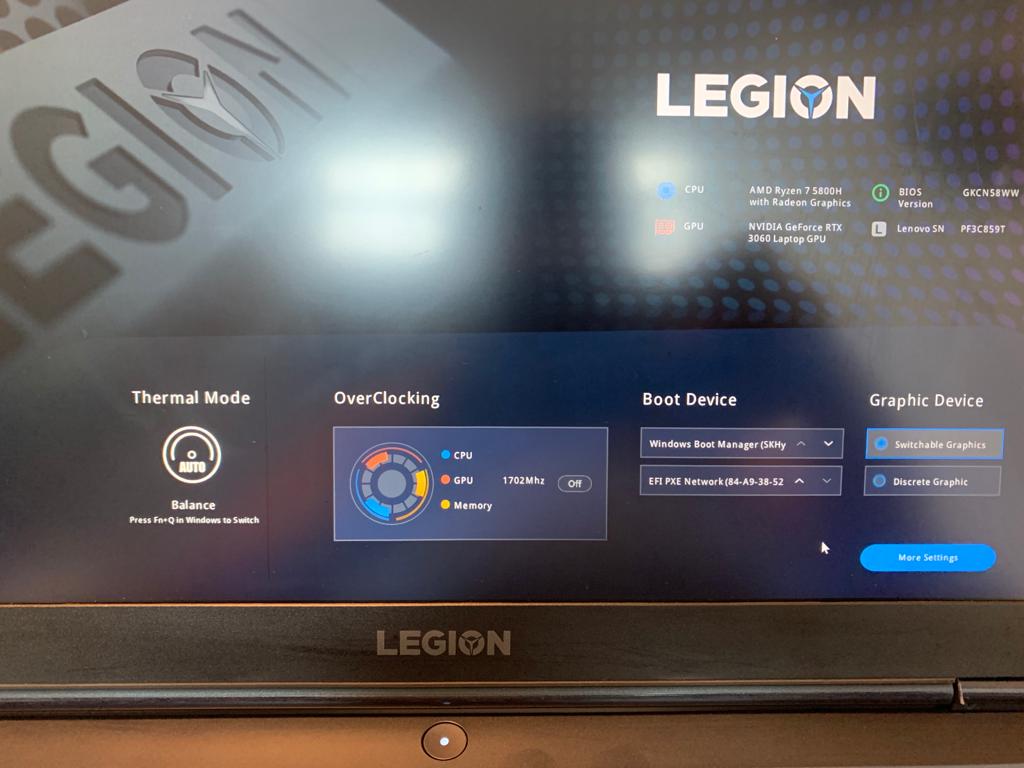 LEGION
LEGION
CPU
AMD Ryzen 7 5800H
with Radeon Graphics
BIOS
Version
GKCN58WW
GPU
NVIDIA GeForce RTX
3060 Laptop GPU
L
Lenovo SN
PF3C859T
Thermal Mode
OverClocking
Boot Device
Graphic Device
AUTO
Balance
Press Fn+Q in Windows to Switch
CPU
GPU
1702Mhz
Off
Memory
Windows Boot Manager (SKHy
EFI PXE Network (84-A9-38-52
Switchable Graphics
Discrete Graphic
More Settings
LEGION